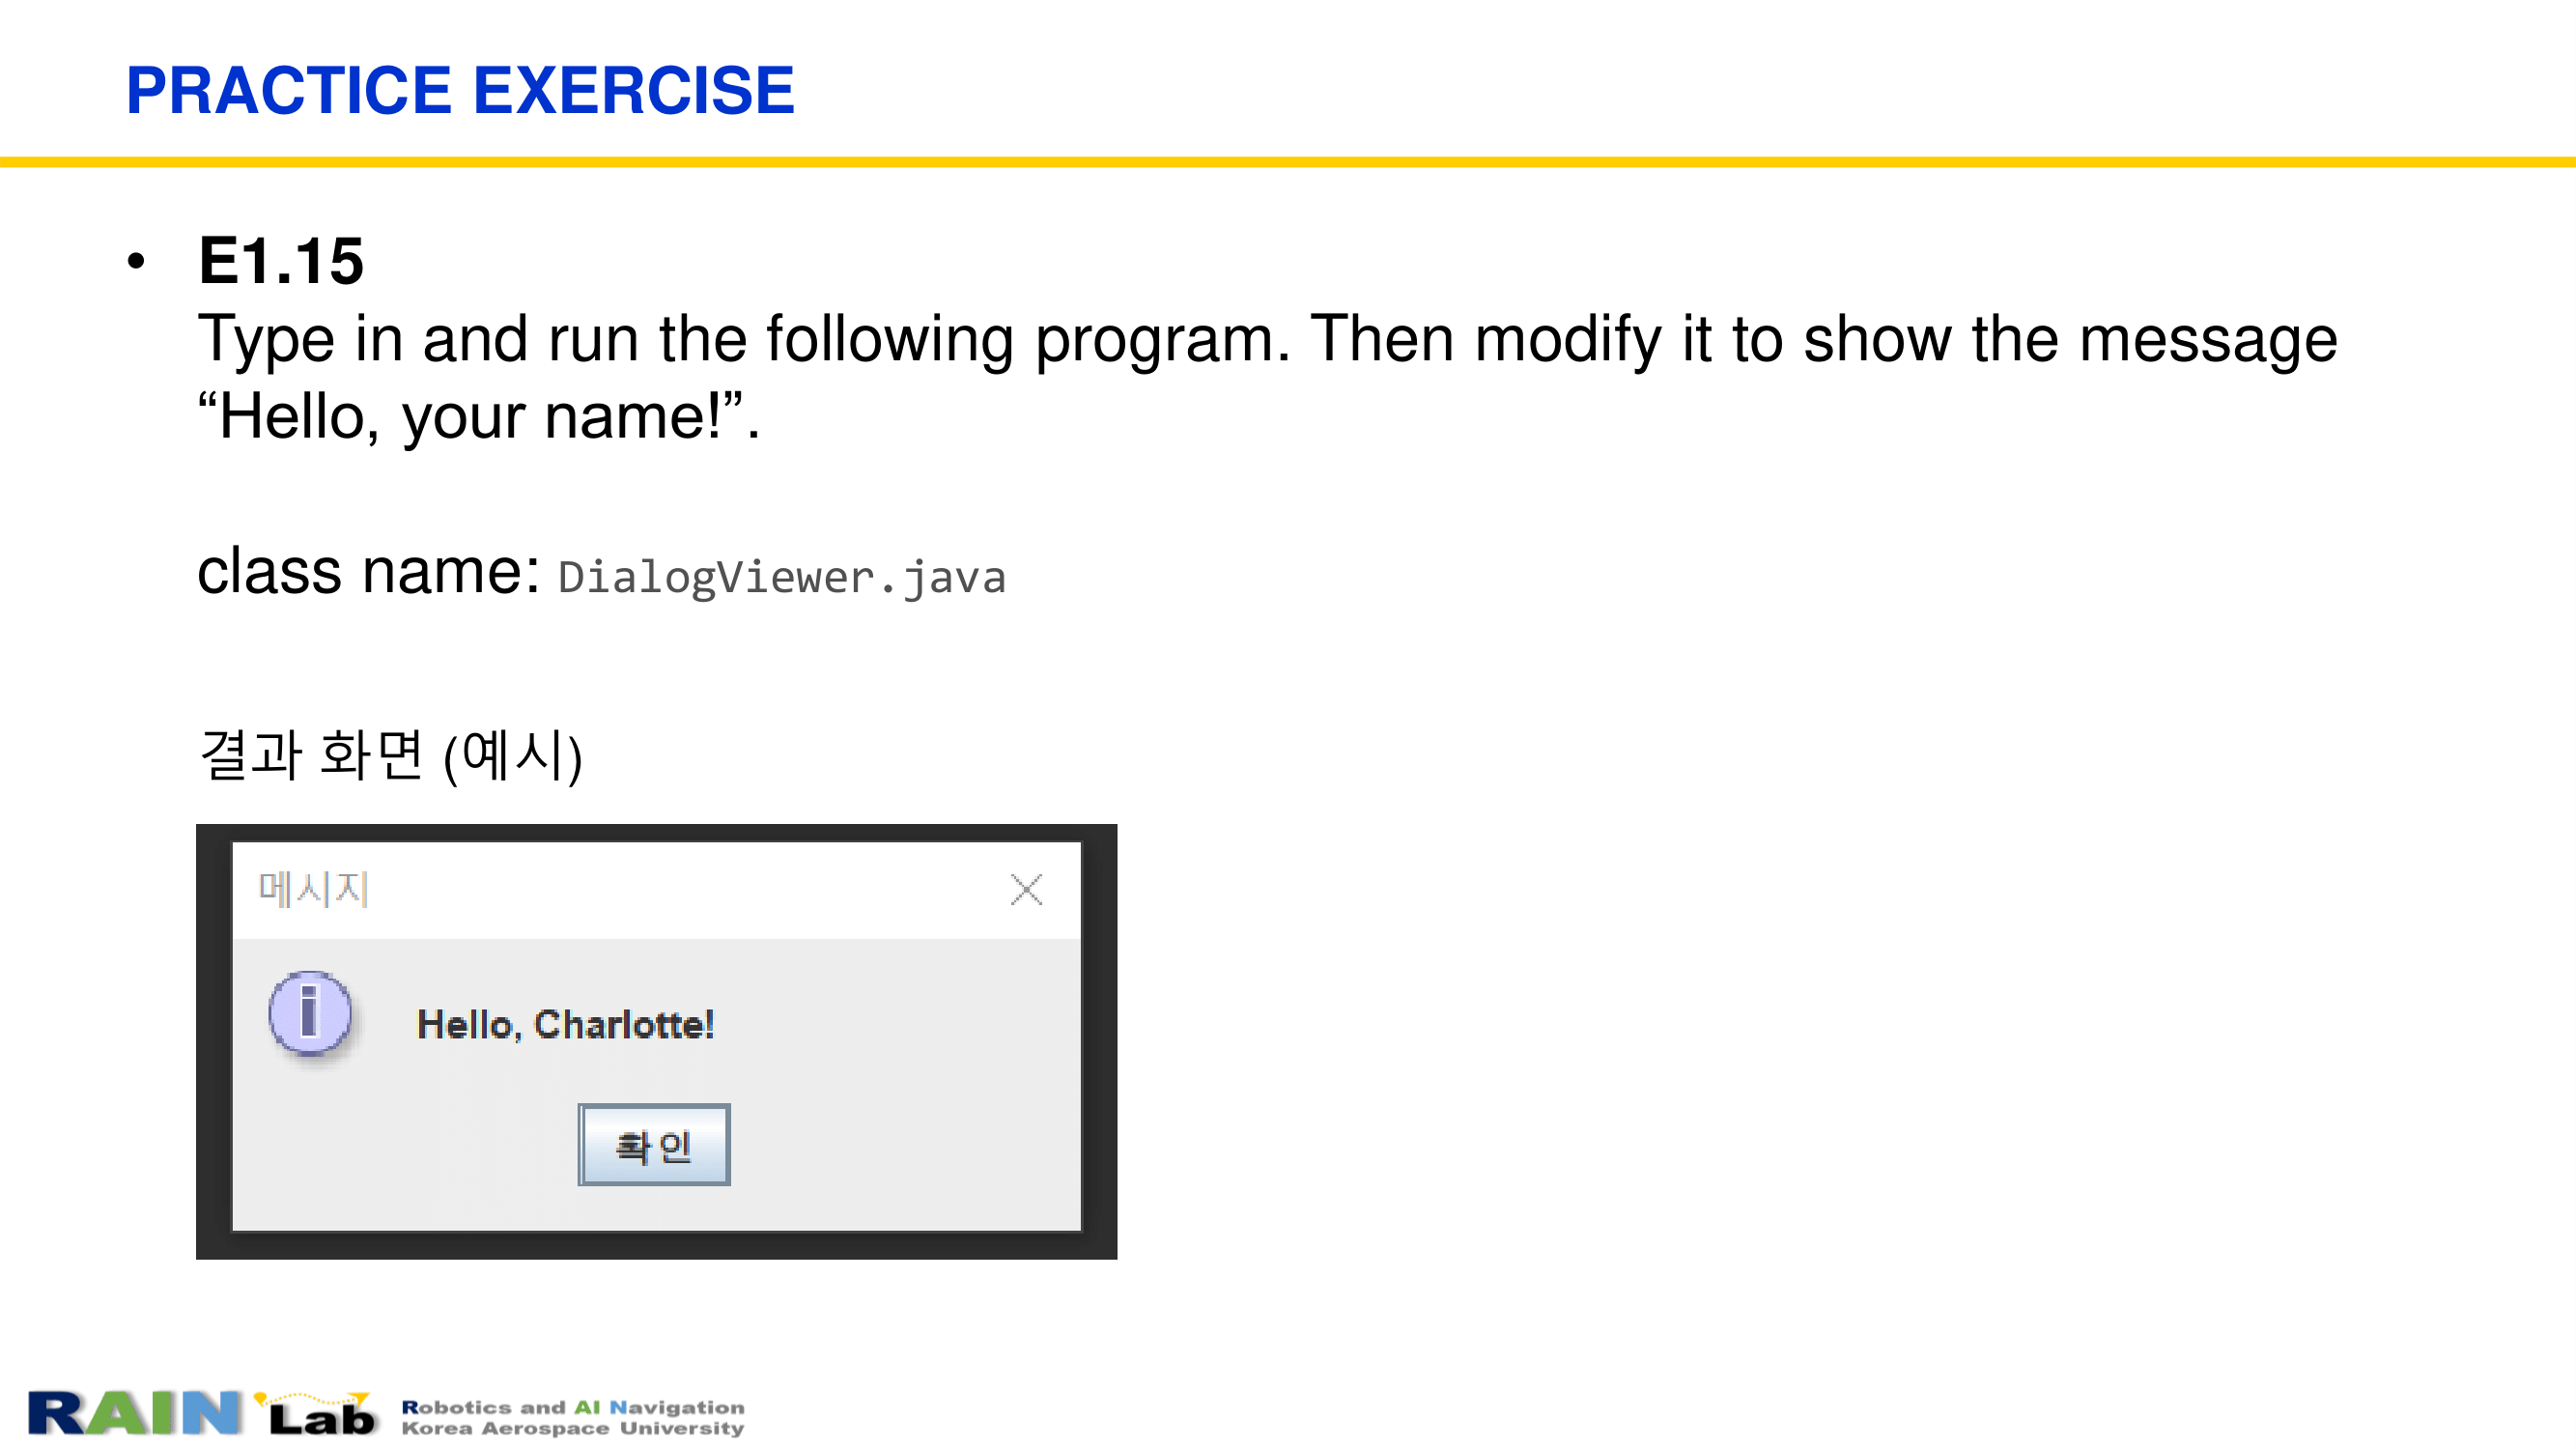 PRACTICE EXERCISE
• E1.15
Type in and run the following program. Then modify it to show the message
“Hello, your name!”.
class name: DialogViewer.java
결과 화면 (예시)
메시지
Hello, Charlotte!
확인
RAIN Lab
Robotics and AI Navigation
Korea Aerospace University